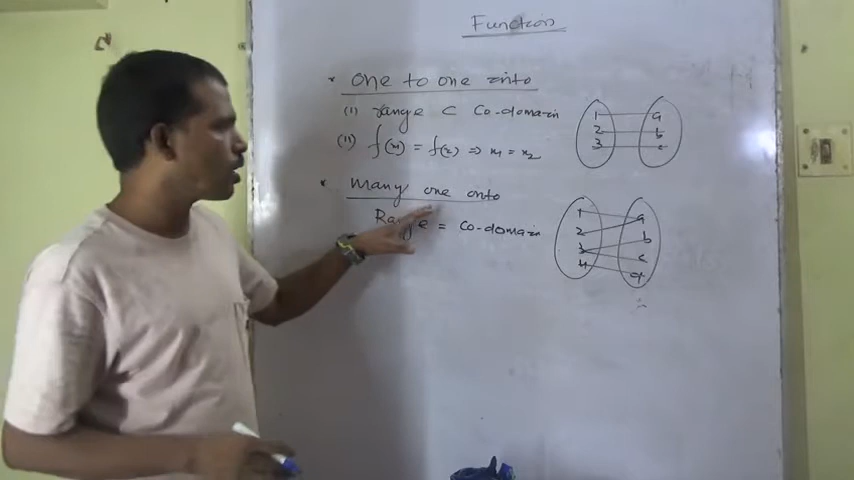 Function
* One to one into
(i) range ⊂ Co-domain
(ii) f(x₁) = f(x₂) ⇒ x₁ = x₂
1 a
2 b
3 c
* Many one onto
Range = Co-domain
1 a
2 b
3 c
4 d